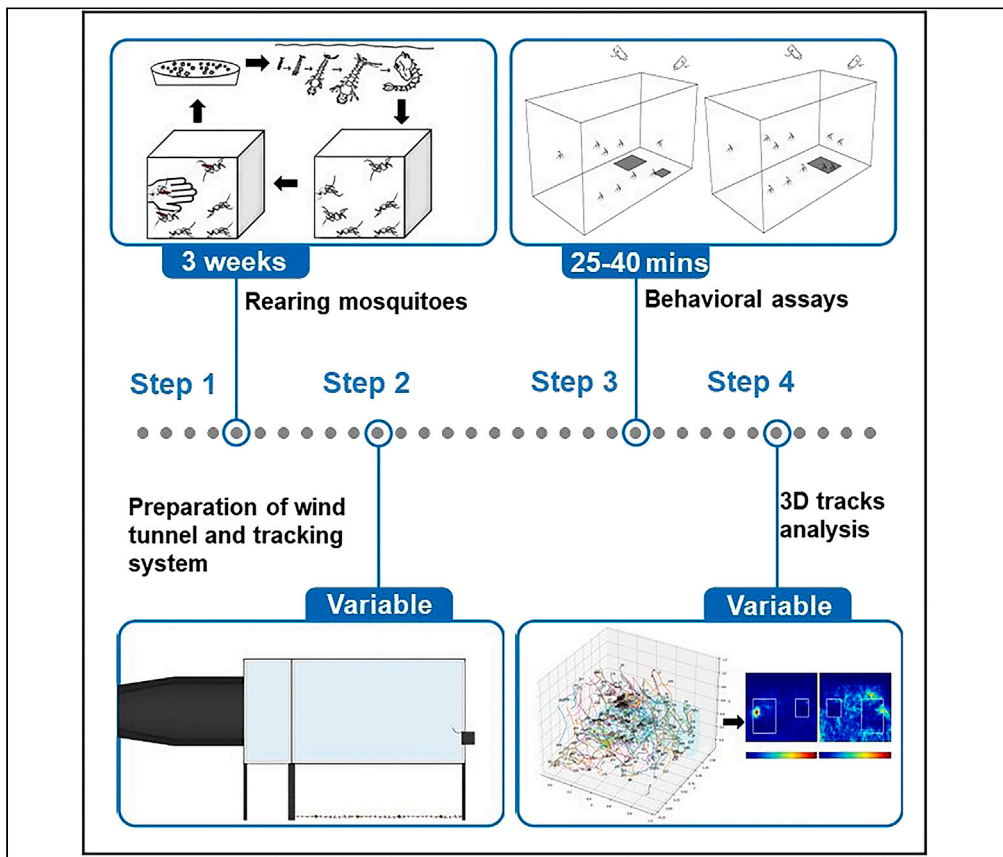 3 weeks
25-40 mins
Rearing mosquitoes
Behavioral assays
Step 1
Step 2
Step 3
Step 4
Preparation of wind
tunnel and tracking
system
3D tracks
analysis
Variable
Variable